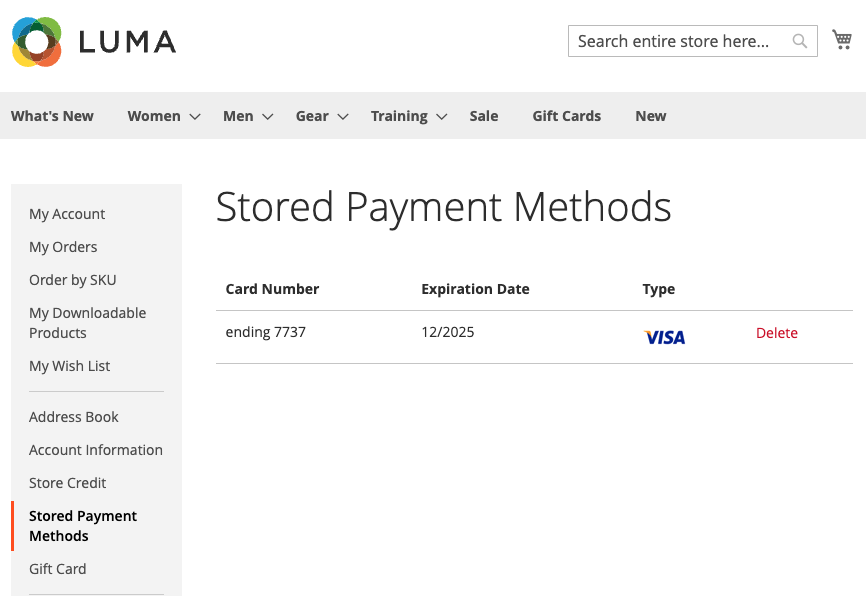 LUMA
Search entire store here...
What's New Women Men Gear Training Sale Gift Cards New
My Account
My Orders
Order by SKU
My Downloadable
Products
My Wish List
Address Book
Account Information
Store Credit
Stored Payment
Methods
Gift Card
Stored Payment Methods
Card Number Expiration Date Type
ending 7737 12/2025 VISA Delete